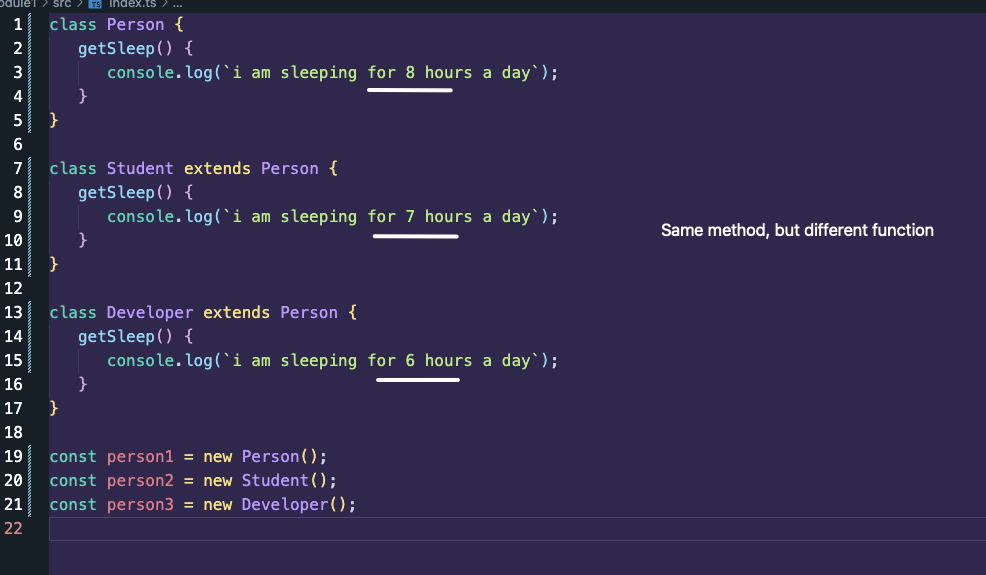 odule1 > src > TS index.ts > ...
1 class Person {
2 getSleep() {
3 console.log(`i am sleeping for 8 hours a day`);
4 }
5 }
6
7 class Student extends Person {
8 getSleep() {
9 console.log(`i am sleeping for 7 hours a day`);
Same method, but different function
10 }
11 }
12
13 class Developer extends Person {
14 getSleep() {
15 console.log(`i am sleeping for 6 hours a day`);
16 }
17 }
18
19 const person1 = new Person();
20 const person2 = new Student();
21 const person3 = new Developer();
22